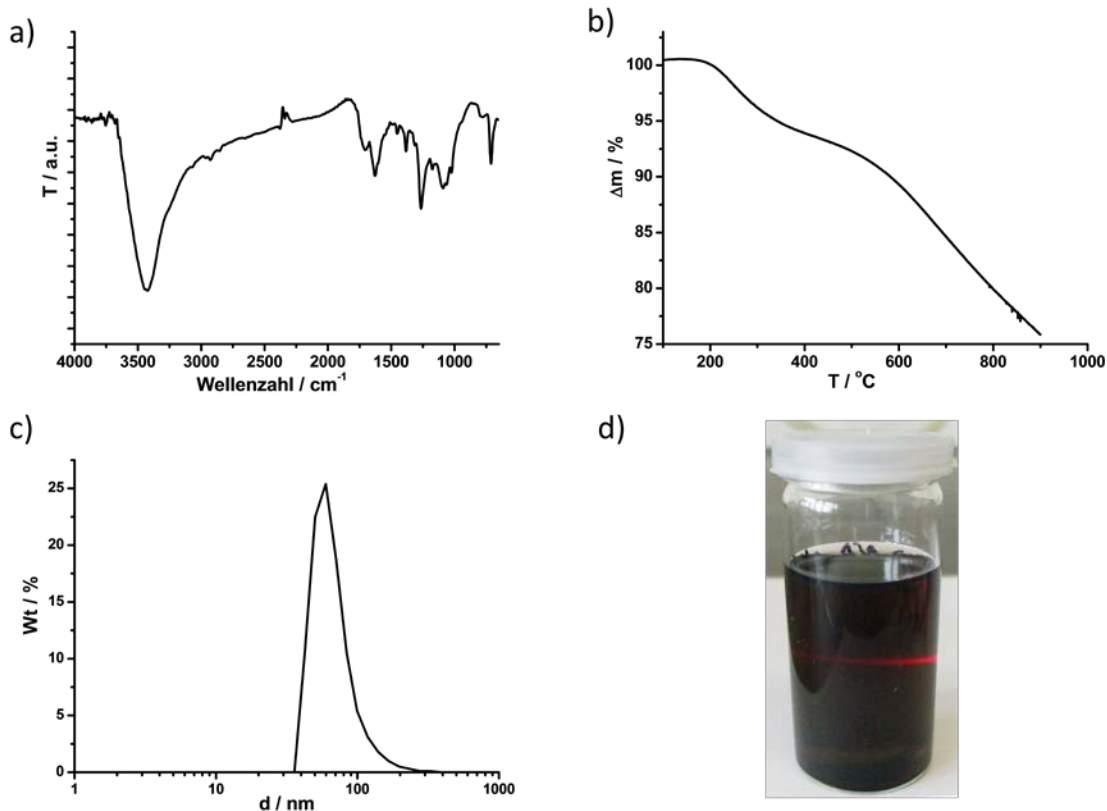 a)
T / a.u.
4000 3500 3000 2500 2000 1500 1000
Wellenzahl / cm⁻¹
b)
100
95
90
85
80
75
Δm / %
200 400 600 800 1000
T / °C
c)
25
20
15
10
5
0
Wt / %
1 10 100 1000
d / nm
d)